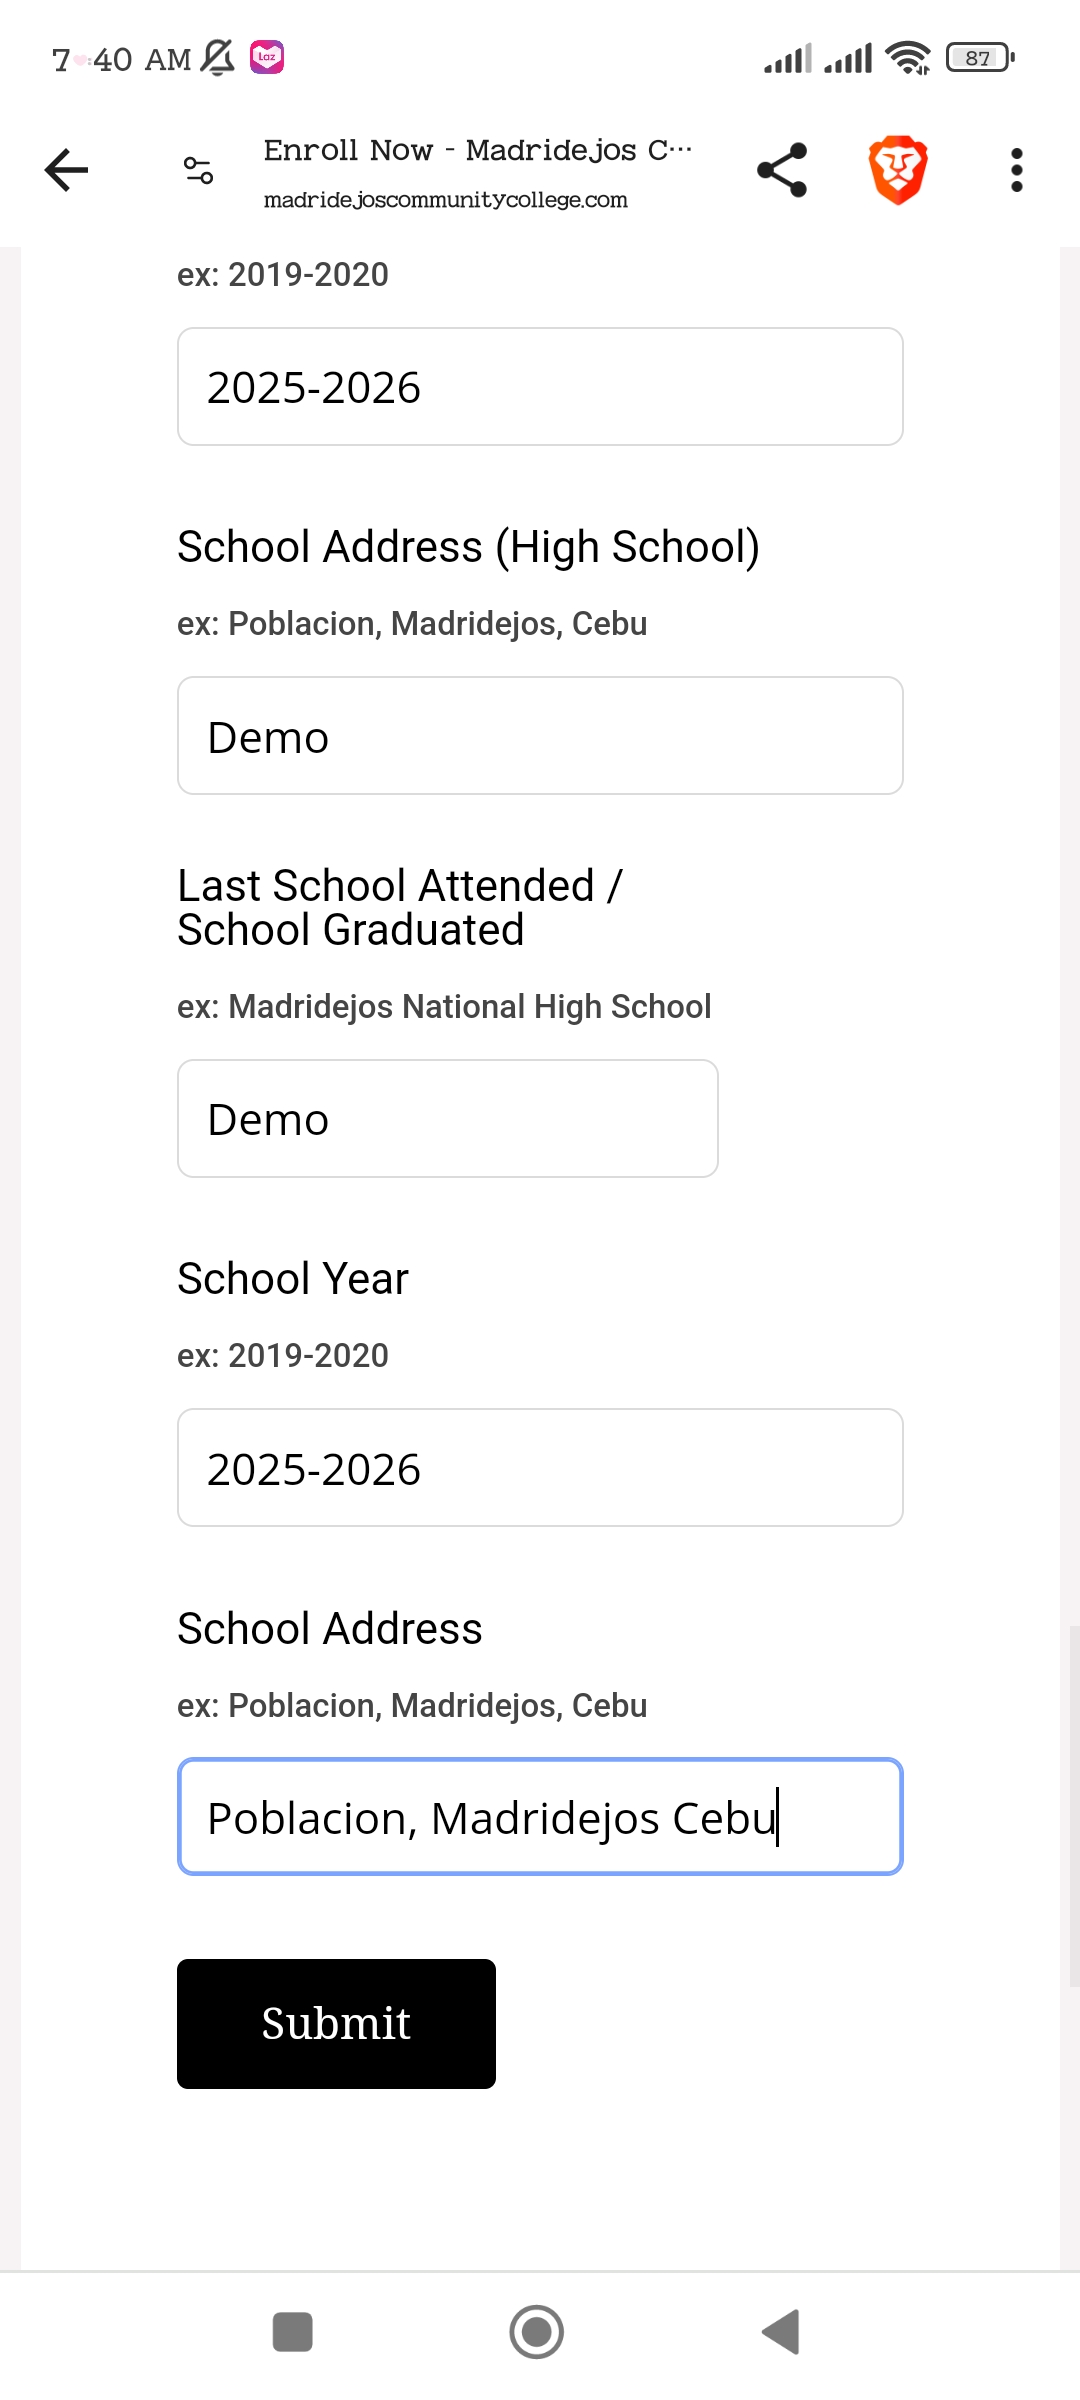 7:40 AM
Laz
87
Enroll Now - Madridejos C...
madridejoscommunitycollege.com
ex: 2019-2020
2025-2026
School Address (High School)
ex: Poblacion, Madridejos, Cebu
Demo
Last School Attended /
School Graduated
ex: Madridejos National High School
Demo
School Year
ex: 2019-2020
2025-2026
School Address
ex: Poblacion, Madridejos, Cebu
Poblacion, Madridejos Cebu
Submit